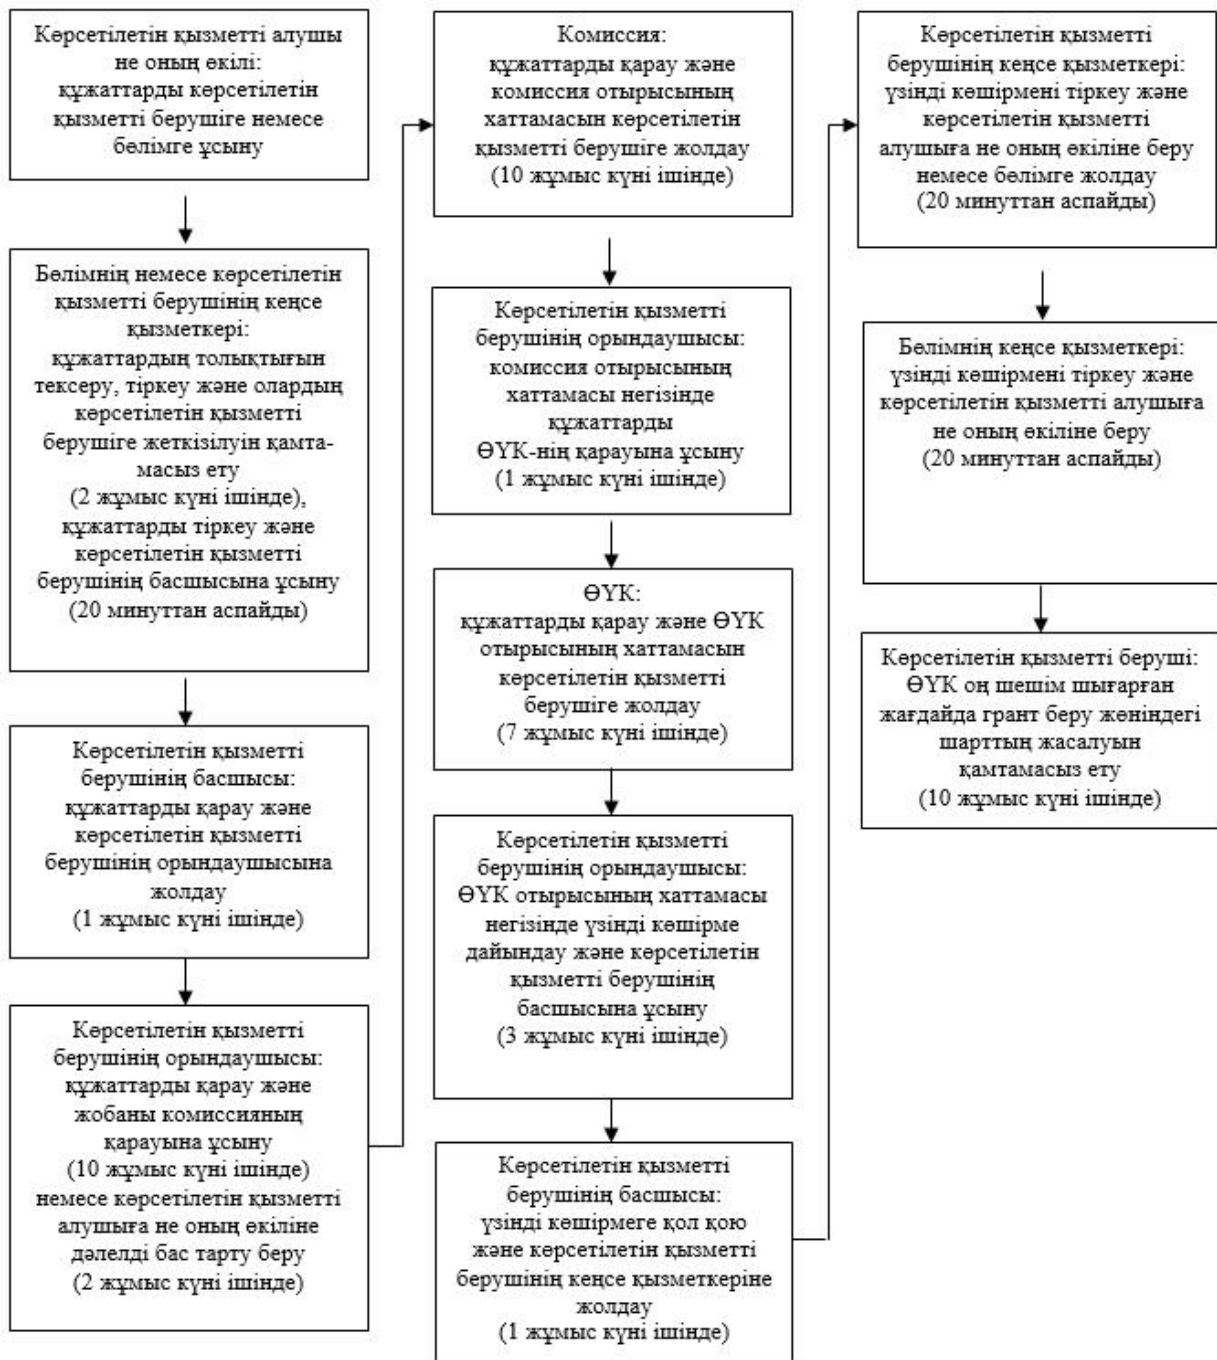 Көрсетілетін қызметті алушы
не оның өкілі:
құжаттарды көрсетілетін
қызметті берушіге немесе
бөлімге ұсыну
Бөлімнің немесе көрсетілетін
қызметті берушінің кеңсе
қызметкері:
құжаттардың толықтығын
тексеру, тіркеу және олардың
көрсетілетін қызметті
берушіге жеткізілуін қамта-
масыз ету
(2 жұмыс күні ішінде),
құжаттарды тіркеу және
көрсетілетін қызметті
берушінің басшысына ұсыну
(20 минуттан аспайды)
Көрсетілетін қызметті
берушінің басшысы:
құжаттарды қарау және
көрсетілетін қызметті
берушінің орындаушысына
жолдау
(1 жұмыс күні ішінде)
Көрсетілетін қызметті
берушінің орындаушысы:
құжаттарды қарау және
жобаны комиссияның
қарауына ұсыну
(10 жұмыс күні ішінде)
немесе көрсетілетін қызметті
алушыға не оның өкіліне
дәлелді бас тарту беру
(2 жұмыс күні ішінде)
Комиссия:
құжаттарды қарау және
комиссия отырысының
хаттамасын көрсетілетін
қызметті берушіге жолдау
(10 жұмыс күні ішінде)
Көрсетілетін қызметті
берушінің орындаушысы:
комиссия отырысының
хаттамасы негізінде
құжаттарды
ӨҮК-нің қарауына ұсыну
(1 жұмыс күні ішінде)
ӨҮК:
құжаттарды қарау және ӨҮК
отырысының хаттамасын
көрсетілетін қызметті
берушіге жолдау
(7 жұмыс күні ішінде)
Көрсетілетін қызметті
берушінің орындаушысы:
ӨҮК отырысының хаттамасы
негізінде үзінді көшірме
дайындау және көрсетілетін
қызметті берушінің
басшысына ұсыну
(3 жұмыс күні ішінде)
Көрсетілетін қызметті
берушінің басшысы:
үзінді көшірмеге қол қою
және көрсетілетін қызметті
берушінің кеңсе қызметкеріне
жолдау
(1 жұмыс күні ішінде)
Көрсетілетін қызметті
берушінің кеңсе қызметкері:
үзінді көшірмені тіркеу және
көрсетілетін қызметті
алушыға не оның өкіліне беру
немесе бөлімге жолдау
(20 минуттан аспайды)
Бөлімнің кеңсе қызметкері:
үзінді көшірмені тіркеу және
көрсетілетін қызметті алушыға
не оның өкіліне беру
(20 минуттан аспайды)
Көрсетілетін қызметті беруші:
ӨҮК оң шешім шығарған
жағдайда грант беру жөніндегі
шарттың жасалуын
қамтамасыз ету
(10 жұмыс күні ішінде)